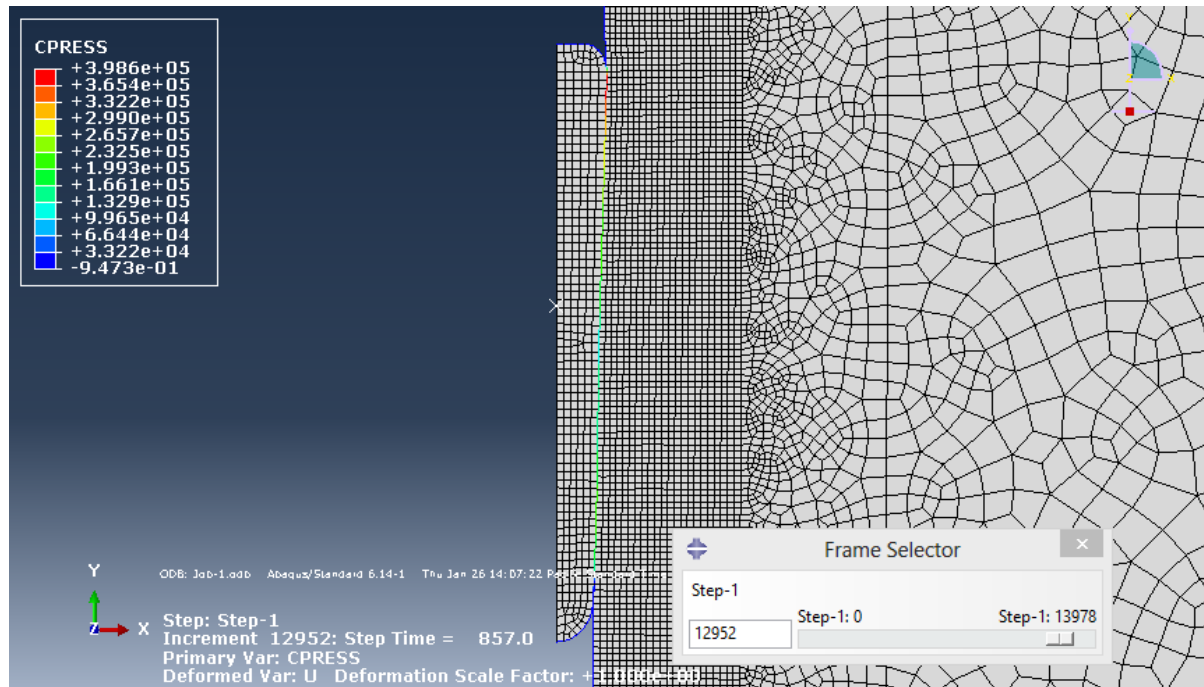 CPRESS
+3.986e+05
+3.654e+05
+3.322e+05
+2.990e+05
+2.657e+05
+2.325e+05
+1.993e+05
+1.661e+05
+1.329e+05
+9.965e+04
+6.644e+04
+3.322e+04
-9.473e-01
Frame Selector
Step-1
Step-1: 0
Step-1: 13978
12952
Y
X
Z
ODB: Job-1.odb Abaqus/Standard 6.14-1 Thu Jan 26 14:07:22
Step: Step-1
Increment 12952: Step Time = 857.0
Primary Var: CPRESS
Deformed Var: U Deformation Scale Factor: